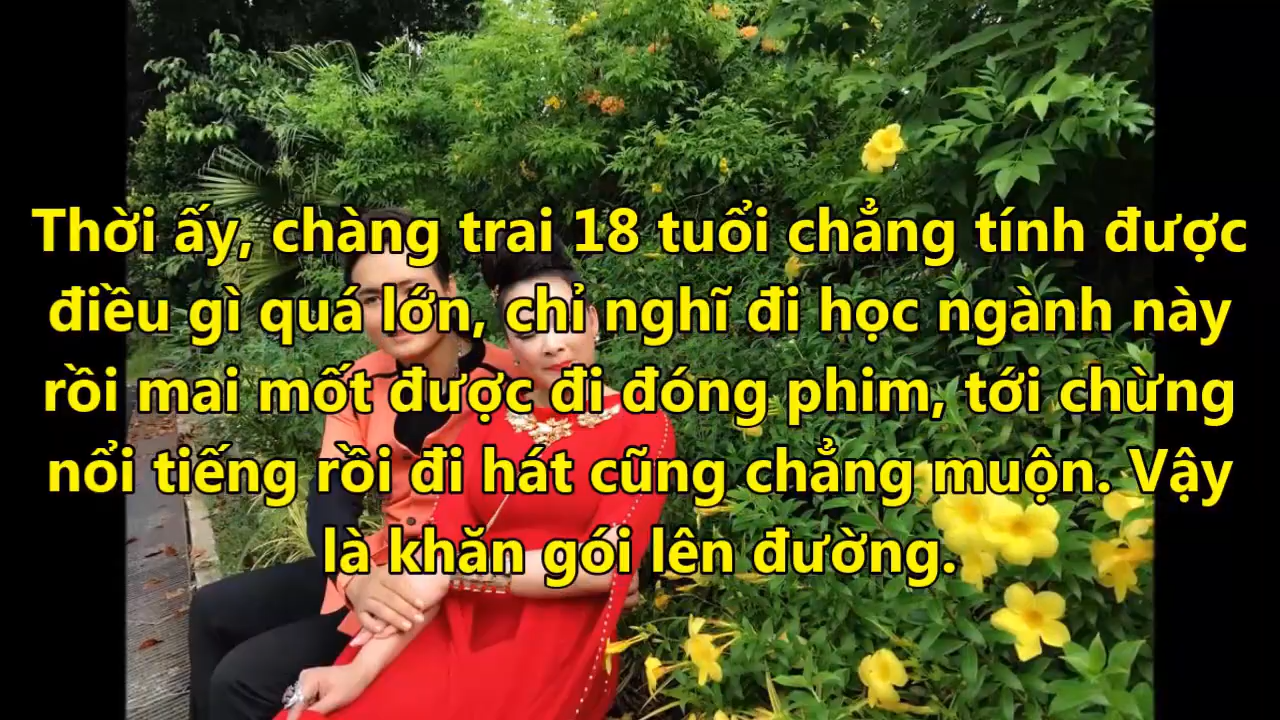 Thời ấy, chàng trai 18 tuổi chẳng tính được
điều gì quá lớn, chỉ nghĩ đi học ngành này
rồi mai mốt được đi đóng phim, tới chừng
nổi tiếng rồi đi hát cũng chẳng muộn. Vậy
là khăn gói lên đường.